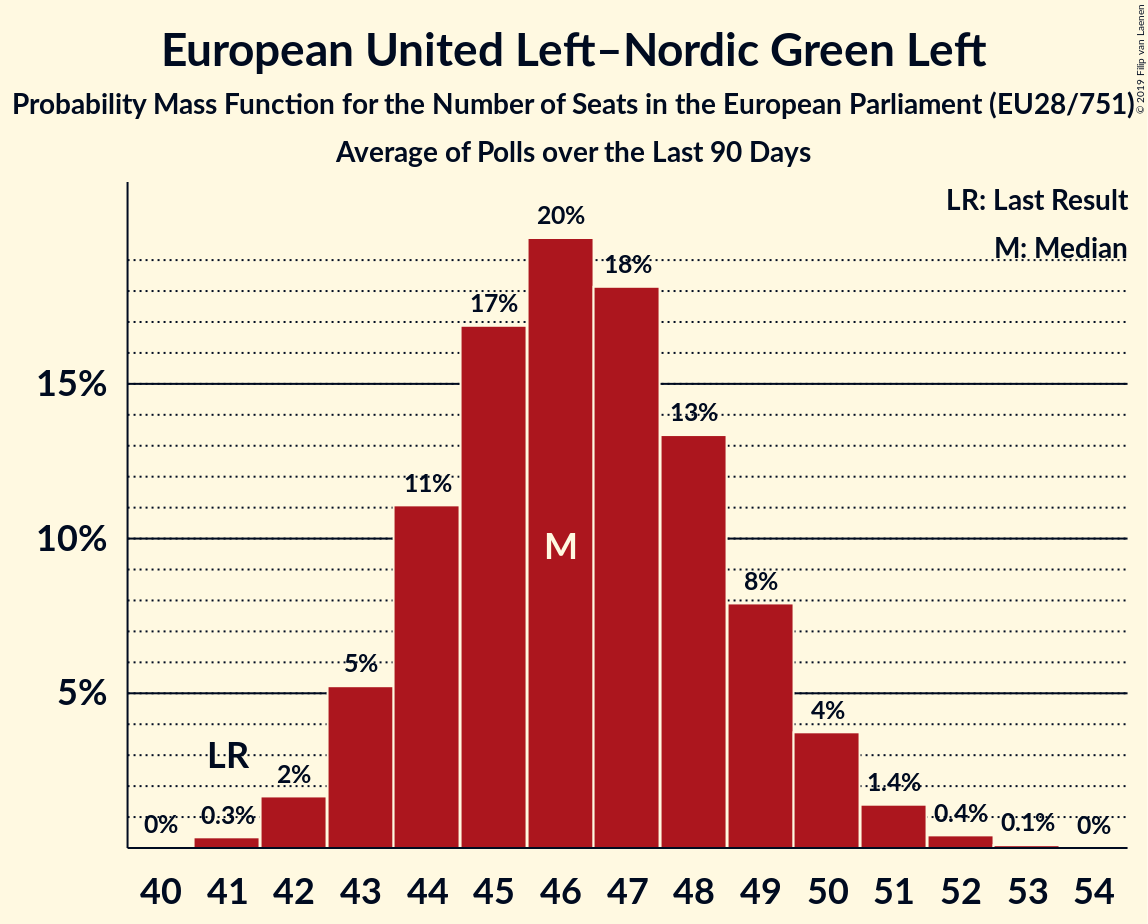 European United Left–Nordic Green Left
Probability Mass Function for the Number of Seats in the European Parliament (EU28/751)
Average of Polls over the Last 90 Days
© 2019 Filip van Laenen
LR: Last Result
M: Median
20%
18%
17%
15%
13%
11%
10%
M
8%
5%
5%
4%
LR
2%
1.4%
0.3%
0.4%
0.1%
0%
0%
40 41 42 43 44 45 46 47 48 49 50 51 52 53 54